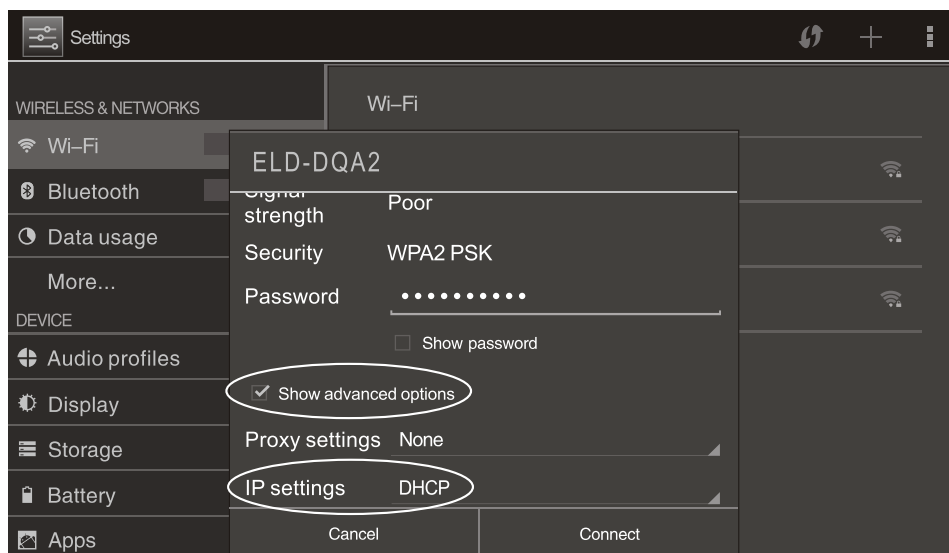 Settings
WIRELESS & NETWORKS
Wi–Fi
Bluetooth
Data usage
More...
DEVICE
Audio profiles
Display
Storage
Battery
Apps
Wi–Fi
ELD-DQA2
Signal
strength
Poor
Security
WPA2 PSK
Password
Show password
Show advanced options
Proxy settings
None
IP settings
DHCP
Cancel
Connect